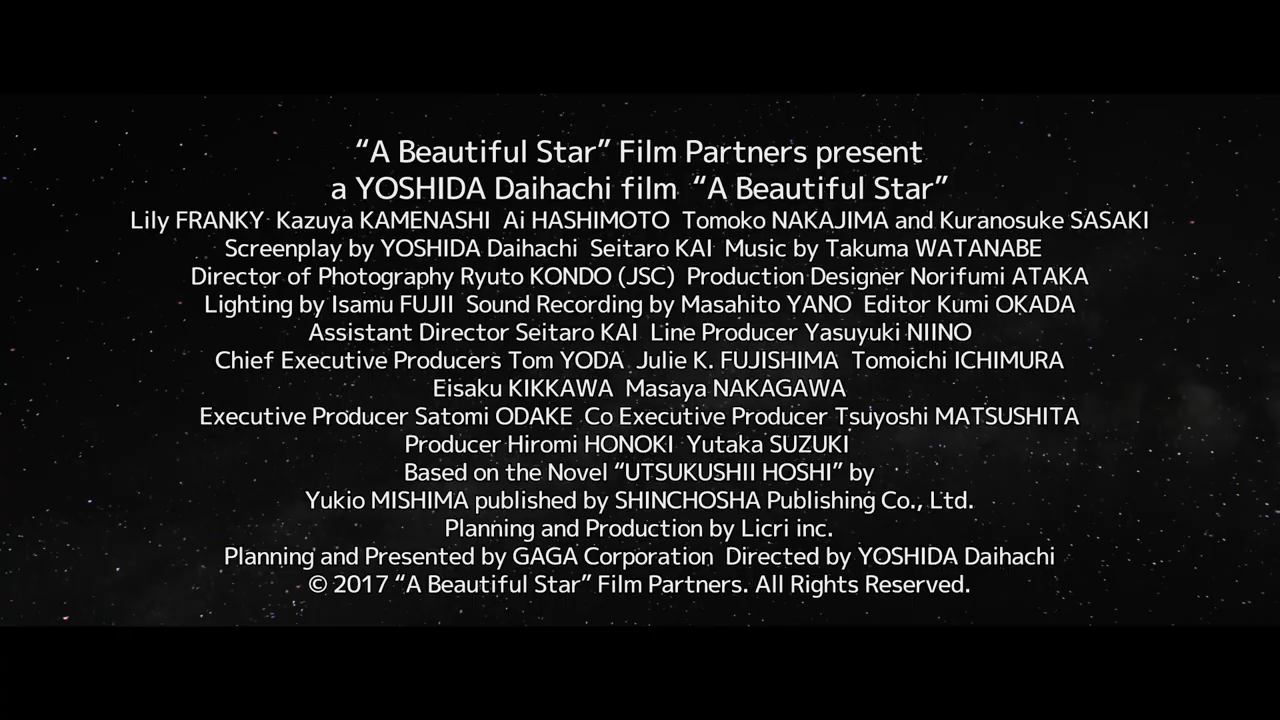 “A Beautiful Star” Film Partners present
a YOSHIDA Daihachi film “A Beautiful Star”
Lily FRANKY Kazuya KAMENASHI Ai HASHIMOTO Tomoko NAKAJIMA and Kuranosuke SASAKI
Screenplay by YOSHIDA Daihachi Seitaro KAI Music by Takuma WATANABE
Director of Photography Ryuto KONDO (JSC) Production Designer Norifumi ATAKA
Lighting by Isamu FUJII Sound Recording by Masahito YANO Editor Kumi OKADA
Assistant Director Seitaro KAI Line Producer Yasuyuki NIINO
Chief Executive Producers Tom YODA Julie K. FUJISHIMA Tomoichi ICHIMURA
Eisaku KIKKAWA Masaya NAKAGAWA
Executive Producer Satomi ODAKE Co Executive Producer Tsuyoshi MATSUSHITA
Producer Hiromi HONOKI Yutaka SUZUKI
Based on the Novel “UTSUKUSHII HOSHI” by
Yukio MISHIMA published by SHINCHOSHA Publishing Co., Ltd.
Planning and Production by Licri inc.
Planning and Presented by GAGA Corporation Directed by YOSHIDA Daihachi
© 2017 “A Beautiful Star” Film Partners. All Rights Reserved.